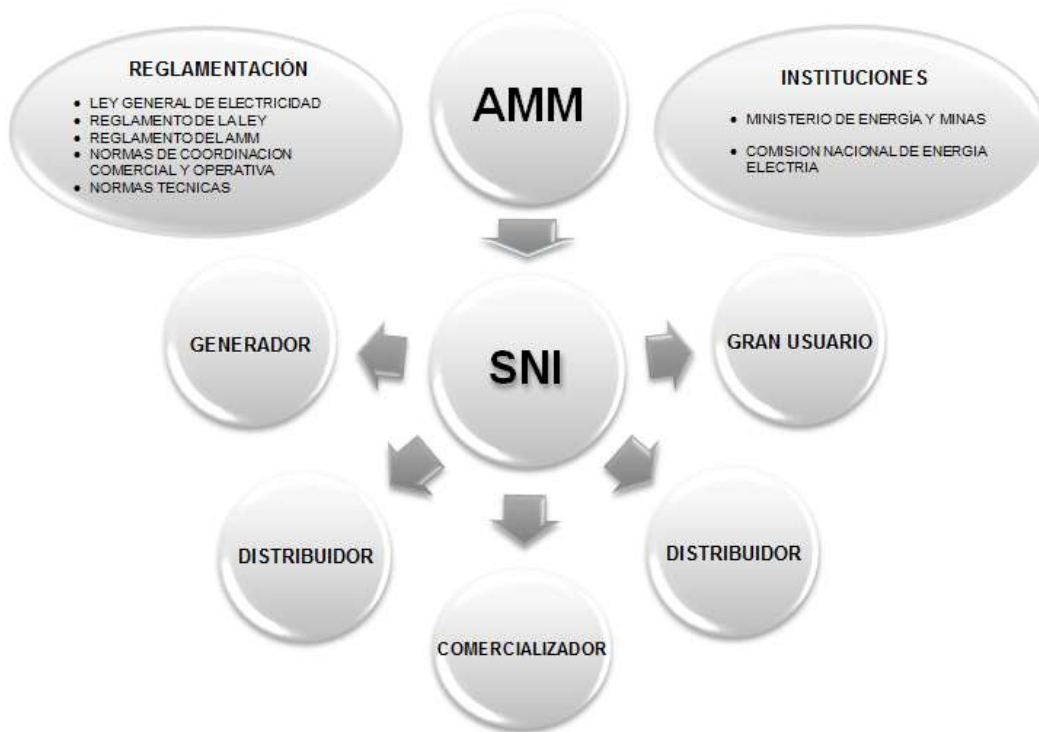 REGLAMENTACIÓN
• LEY GENERAL DE ELECTRICIDAD
• REGLAMENTO DE LA LEY
• REGLAMENTO DEL AMM
• NORMAS DE COORDINACION
COMERCIAL Y OPERATIVA
• NORMAS TECNICAS
AMM
INSTITUCIONES
• MINISTERIO DE ENERGÍA Y MINAS
• COMISION NACIONAL DE ENERGIA
ELECTRIA
GENERADOR
SNI
GRAN USUARIO
DISTRIBUIDOR
DISTRIBUIDOR
COMERCIALIZADOR